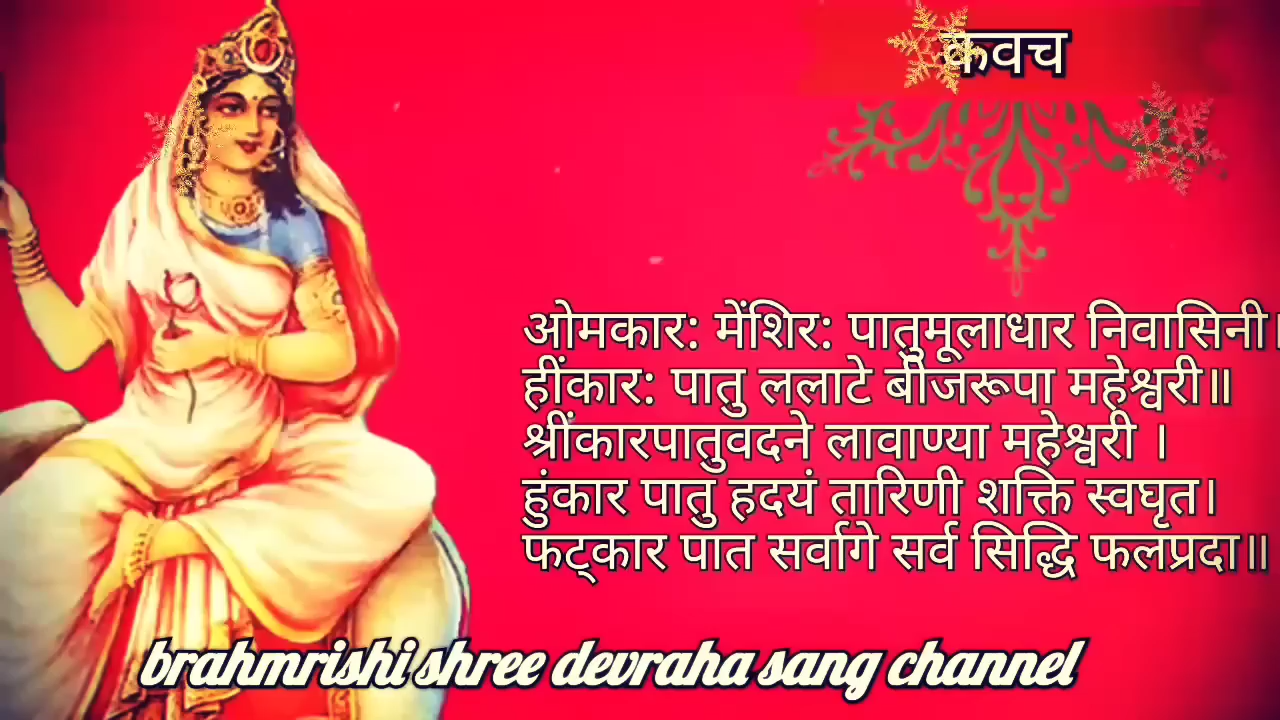 कवच
ओमकार: मेंशिर: पातुमूलाधार निवासिनी।
हींकार: पातु ललाटे बीजरूपा महेश्वरी॥
श्रींकारपातुवदने लावाण्या महेश्वरी ।
हुंकार पातु हदयं तारिणी शक्ति स्वघृत।
फट्कार पात सर्वागे सर्व सिद्धि फलप्रदा॥
brahmrishi shree devraha sang channel